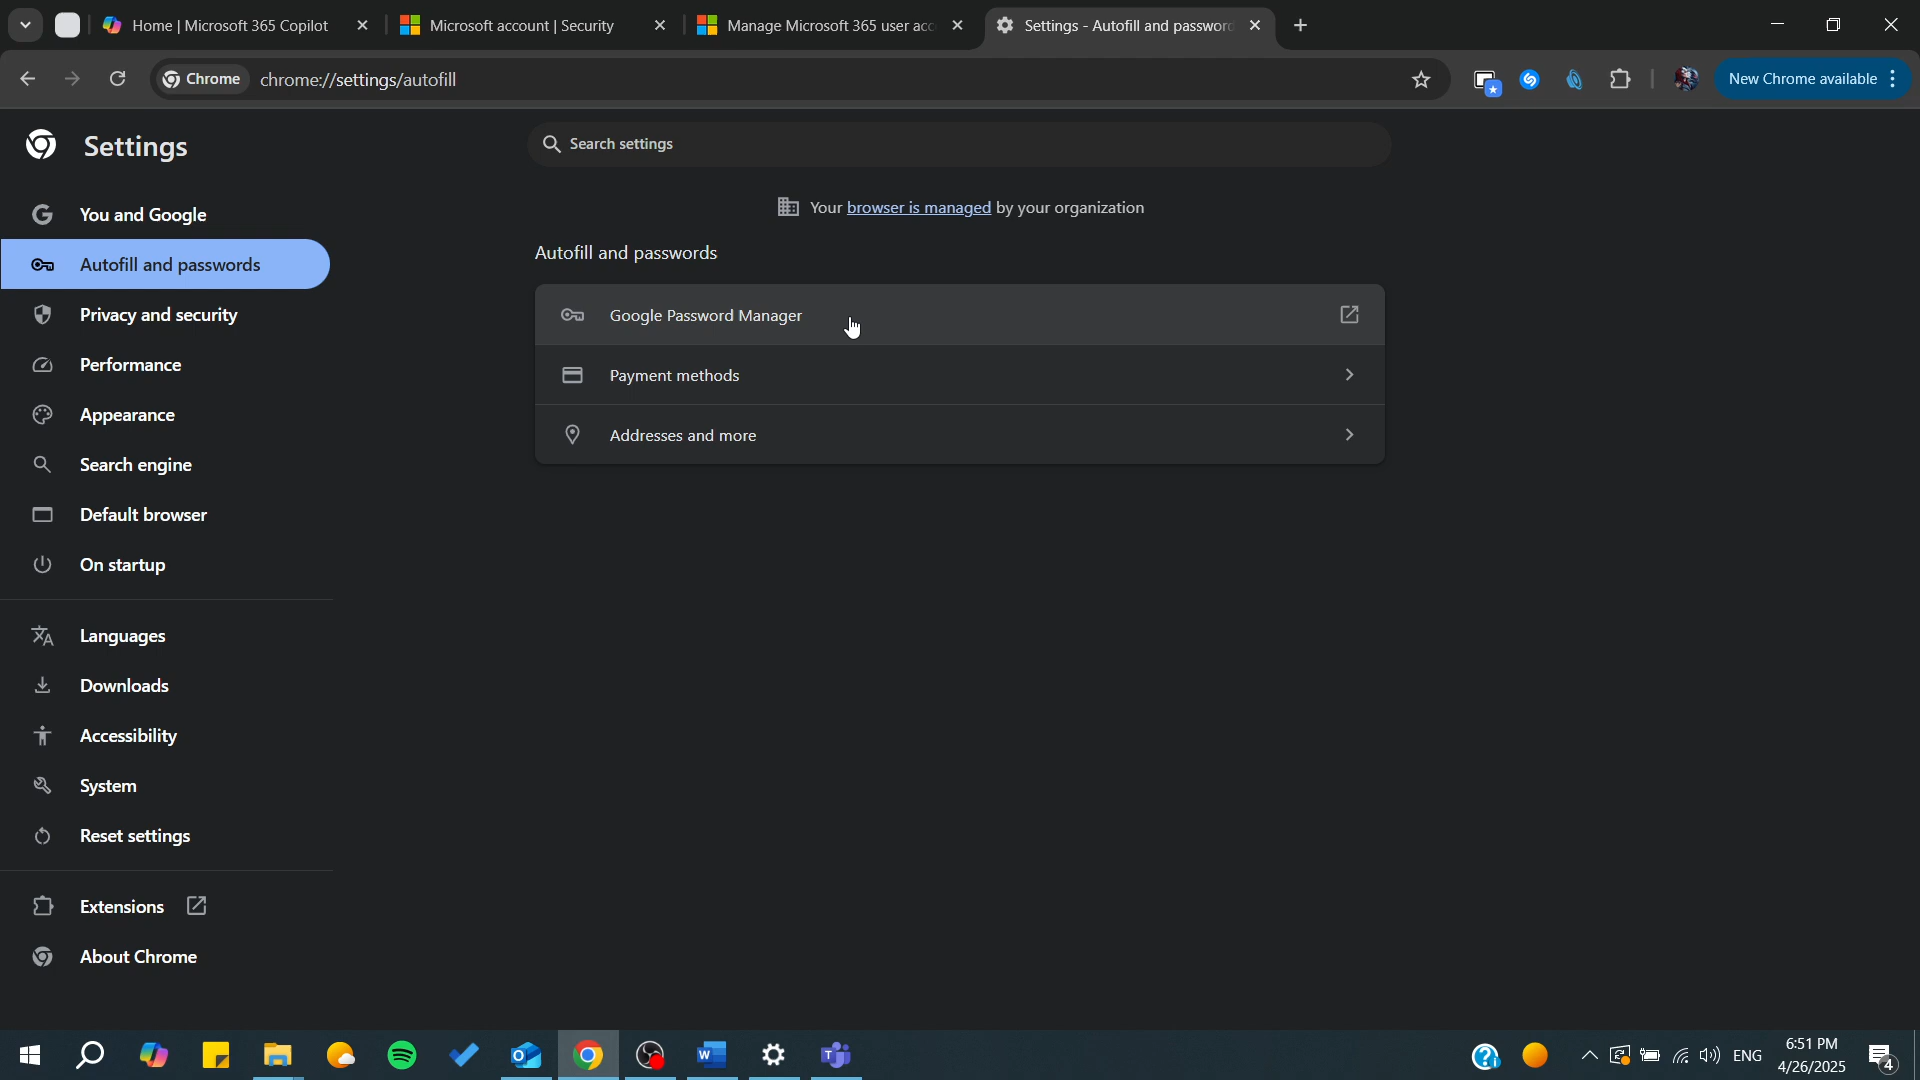 Home | Microsoft 365 Copilot
Microsoft account | Security
Manage Microsoft 365 user acc
Settings - Autofill and password
Chrome
chrome://settings/autofill
New Chrome available
Settings
Search settings
You and Google
Your browser is managed by your organization
Autofill and passwords
Autofill and passwords
Privacy and security
Google Password Manager
Performance
Payment methods
Appearance
Addresses and more
Search engine
Default browser
On startup
Languages
Downloads
Accessibility
System
Reset settings
Extensions
About Chrome
ENG
6:51 PM
4/26/2025
4